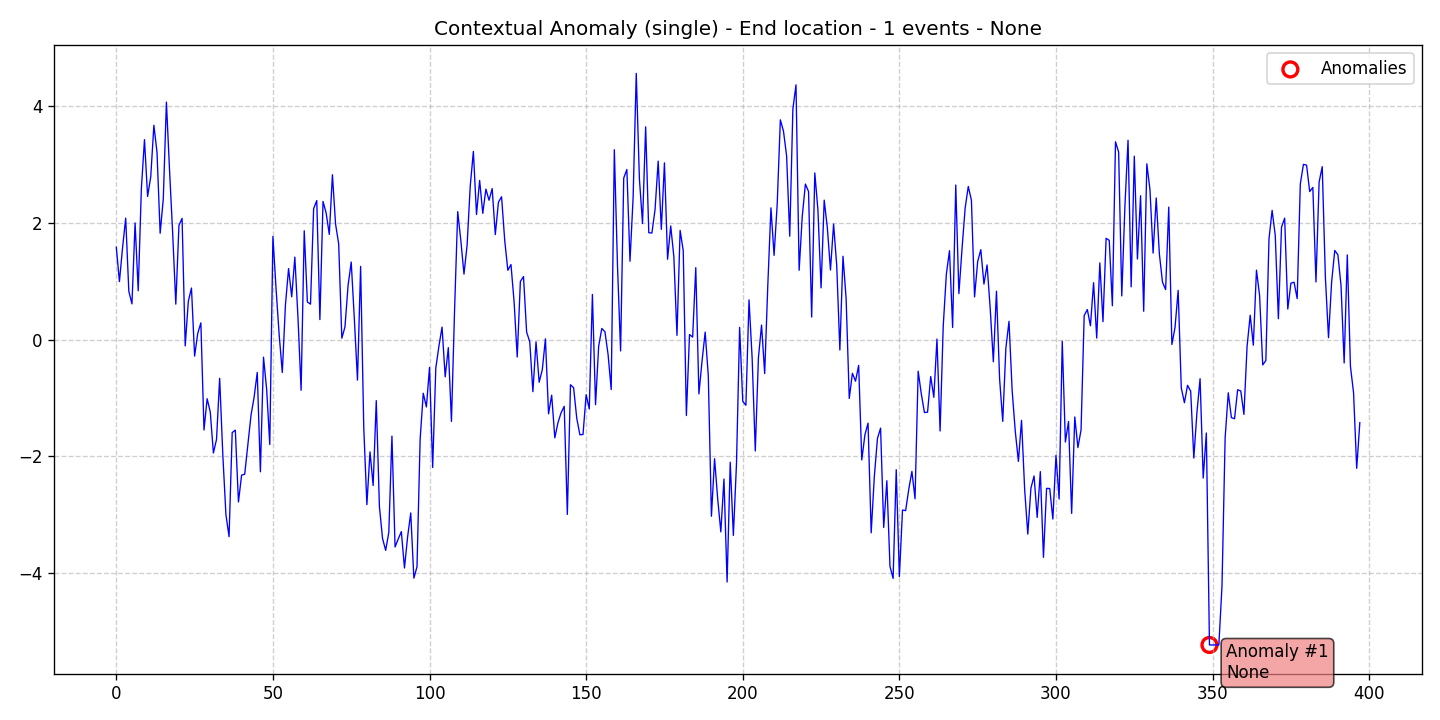 Contextual Anomaly (single) - End location - 1 events - None
Anomalies
4
2
0
−2
−4
Anomaly #1
None
0 50 100 150 200 250 300 350 400